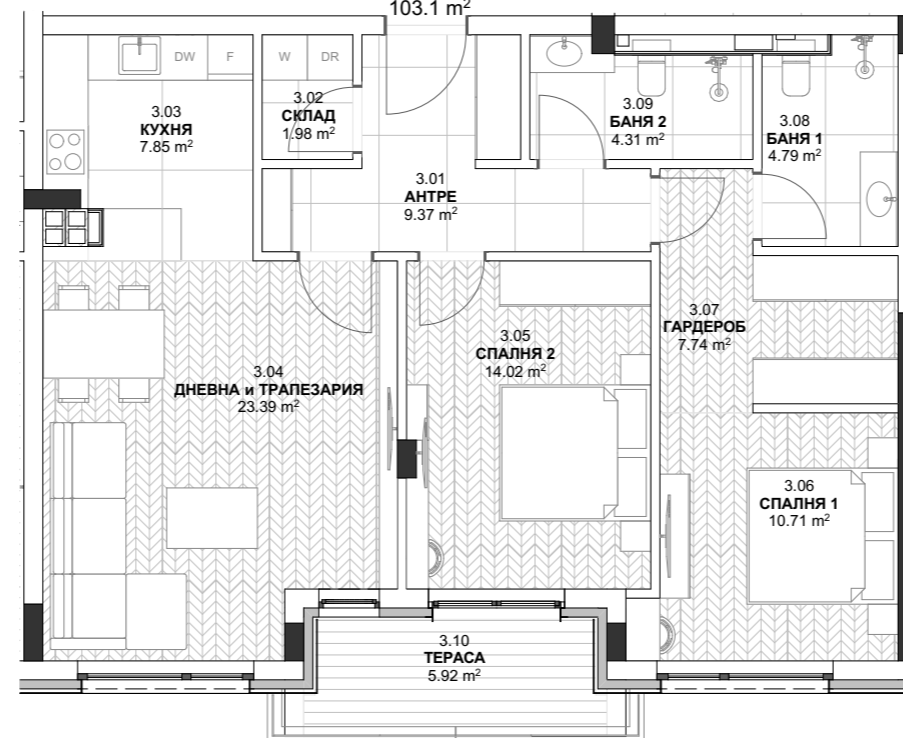 103.1 m²
DW
F
W
DR
3.03
КУХНЯ
7.85 m²
3.02
СКЛАД
1.98 m²
3.09
БАНЯ 2
4.31 m²
3.08
БАНЯ 1
4.79 m²
3.01
АНТРЕ
9.37 m²
3.07
ГАРДЕРОБ
7.74 m²
3.05
СПАЛНЯ 2
14.02 m²
3.04
ДНЕВНА и ТРАПЕЗАРИЯ
23.39 m²
3.06
СПАЛНЯ 1
10.71 m²
3.10
ТЕРАСА
5.92 m²